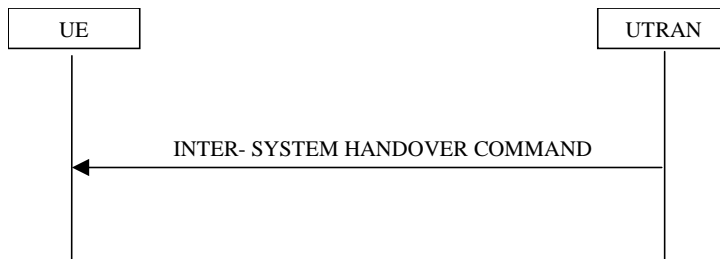 UE
UTRAN
INTER- SYSTEM HANDOVER COMMAND